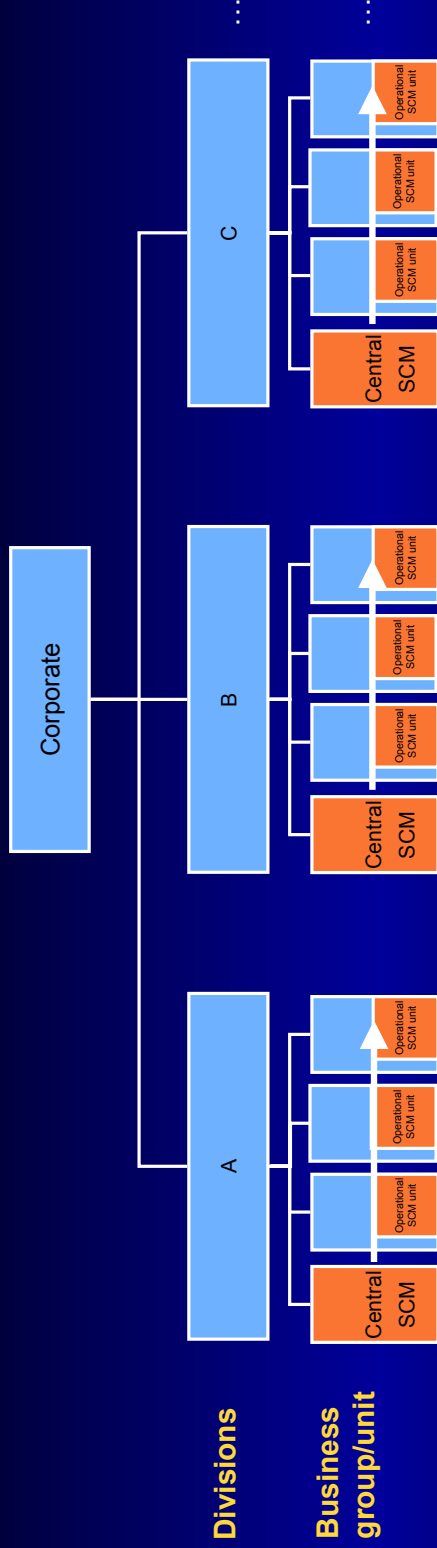 Corporate
Divisions
A
B
C
....
Business
group/unit
Central
SCM
Operational
SCM unit
Operational
SCM unit
Operational
SCM unit
Central
SCM
Operational
SCM unit
Operational
SCM unit
Operational
SCM unit
Central
SCM
Operational
SCM unit
Operational
SCM unit
Operational
SCM unit
....